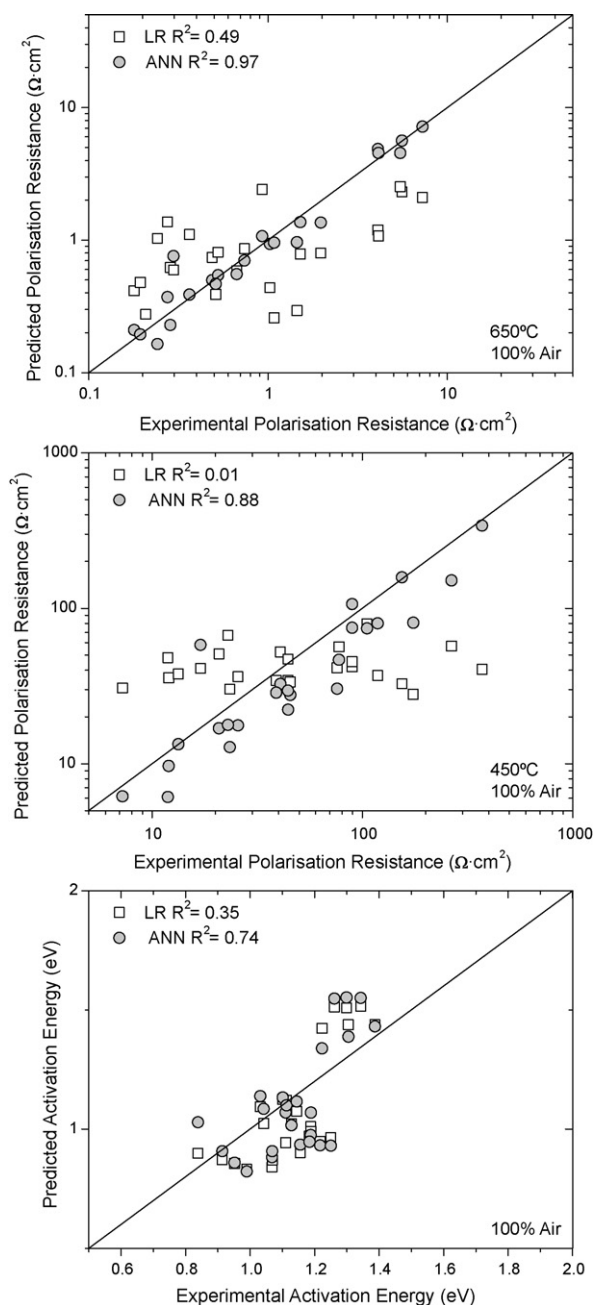 LR R²= 0.49
ANN R²= 0.97
Predicted Polarisation Resistance (Ω·cm²)
10
1
0.1
650ºC
100% Air
0.1 1 10
Experimental Polarisation Resistance (Ω·cm²)
1000
LR R²= 0.01
ANN R²= 0.88
Predicted Polarisation Resistance (Ω·cm²)
100
10
450ºC
100% Air
10 100 1000
Experimental Polarisation Resistance (Ω·cm²)
2
LR R²= 0.35
ANN R²= 0.74
Predicted Activation Energy (eV)
1
100% Air
0.6 0.8 1.0 1.2 1.4 1.6 1.8 2.0
Experimental Activation Energy (eV)